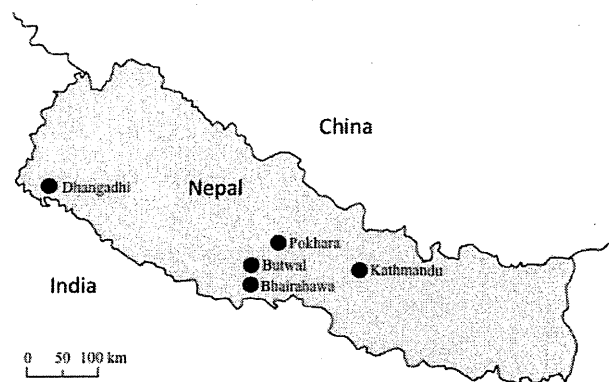 China
Dhangadhi
Nepal
Pokhara
Butwal
Kathmandu
India
Bhairahawa
0 50 100 km